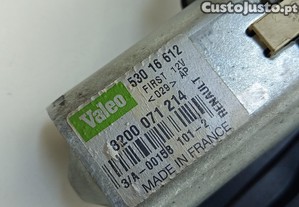 CustoJusto.pt
Valeo
530 16 612
FIRST 12V
<029> AP
8200 071 214
RENAULT
3/A-00158 101-2
MADE IN FRANCE